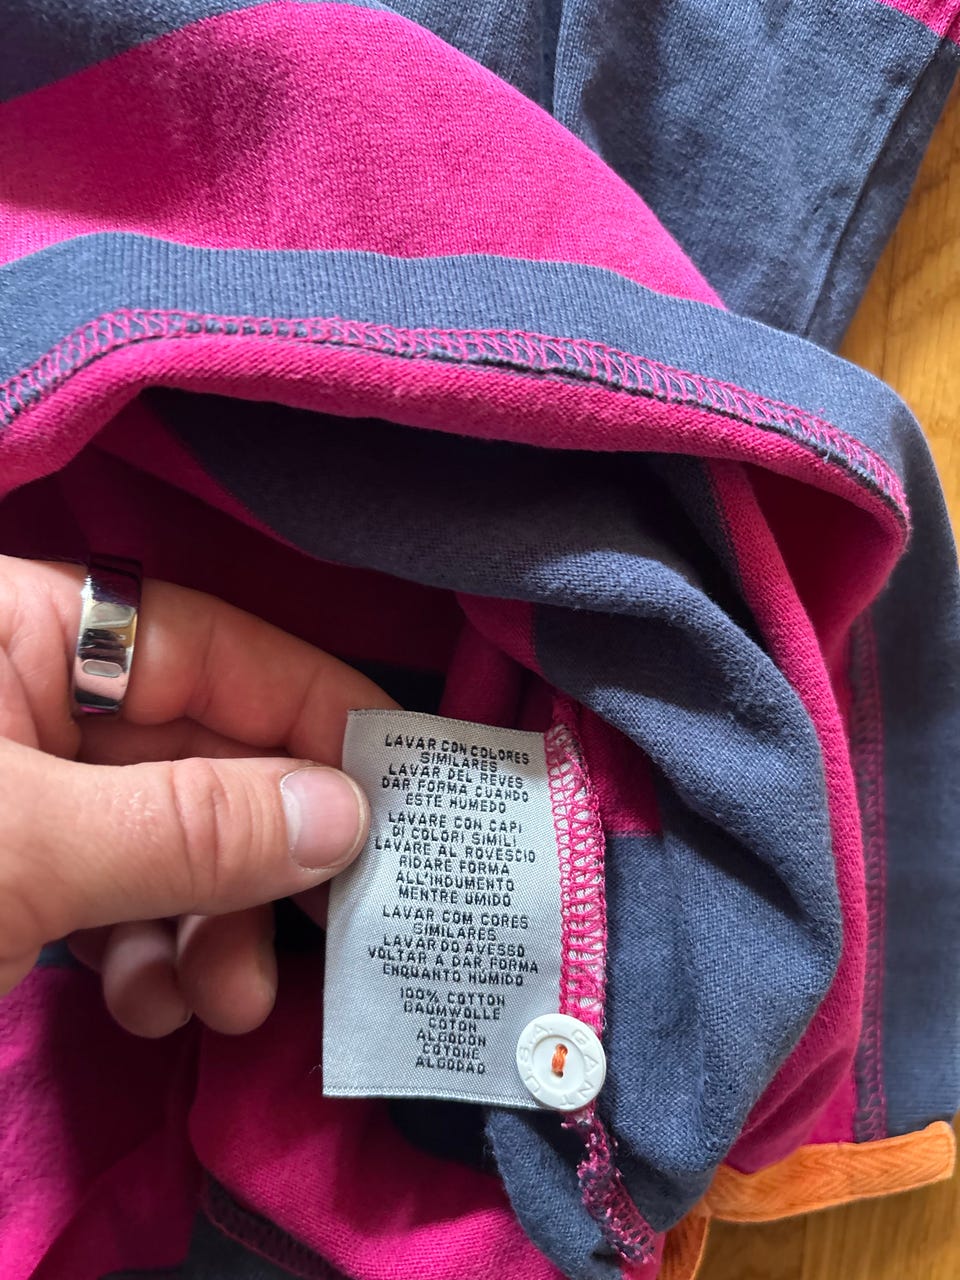 LAVAR CON COLORES
SIMILARES
LAVAR DEL REVES
DAR FORMA CUANDO
ESTE HUMEDO
LAVARE CON CAPI
DI COLORI SIMILI
LAVARE AL ROVESCIO
RIDARE FORMA
ALL'INDUMENTO
MENTRE UMIDO
LAVAR COM CORES
SIMILARES
LAVAR DO AVESSO
VOLTAR A DAR FORMA
ENQUANTO HÚMIDO
100% COTTON
BAUMWOLLE
COTON
ALGODON
COTONE
ALGODAO
U.S.A. GANT